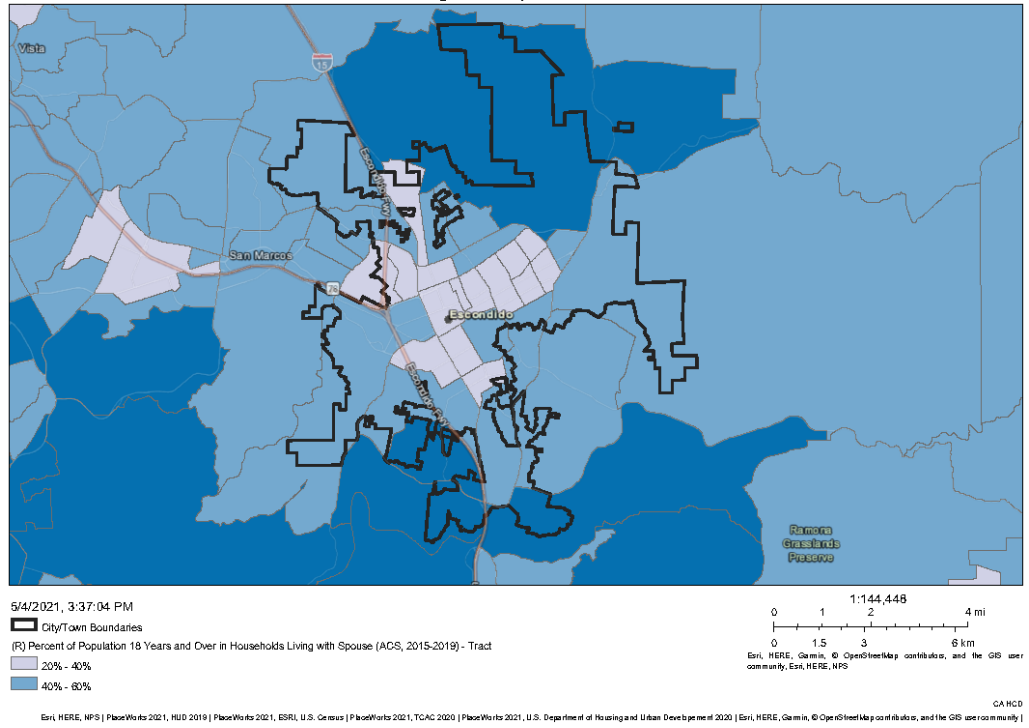 Vista
15
Escondido Fwy
San Marcos
78
Escondido
Escondido Fwy
Ramona
Grasslands
Preserve
5/4/2021, 3:37:04 PM
City/Town Boundaries
(R) Percent of Population 18 Years and Over in Households Living with Spouse (ACS, 2015-2019) - Tract
20% - 40%
40% - 60%
1:144,448
0 1 2 4 mi
0 1.5 3 6 km
Esri, HERE, Garmin, © OpenStreetMap contributors, and the GIS user
community, Esri, HERE, NPS
CA HCD
Esri, HERE, NPS | PlaceWorks 2021, HUD 2019 | PlaceWorks 2021, ESRI, U.S. Census | PlaceWorks 2021, TCAC 2020 | PlaceWorks 2021, U.S. Department of Housing and Urban Development 2020 | Esri, HERE, Garmin, © OpenStreetMap contributors, and the GIS user community |